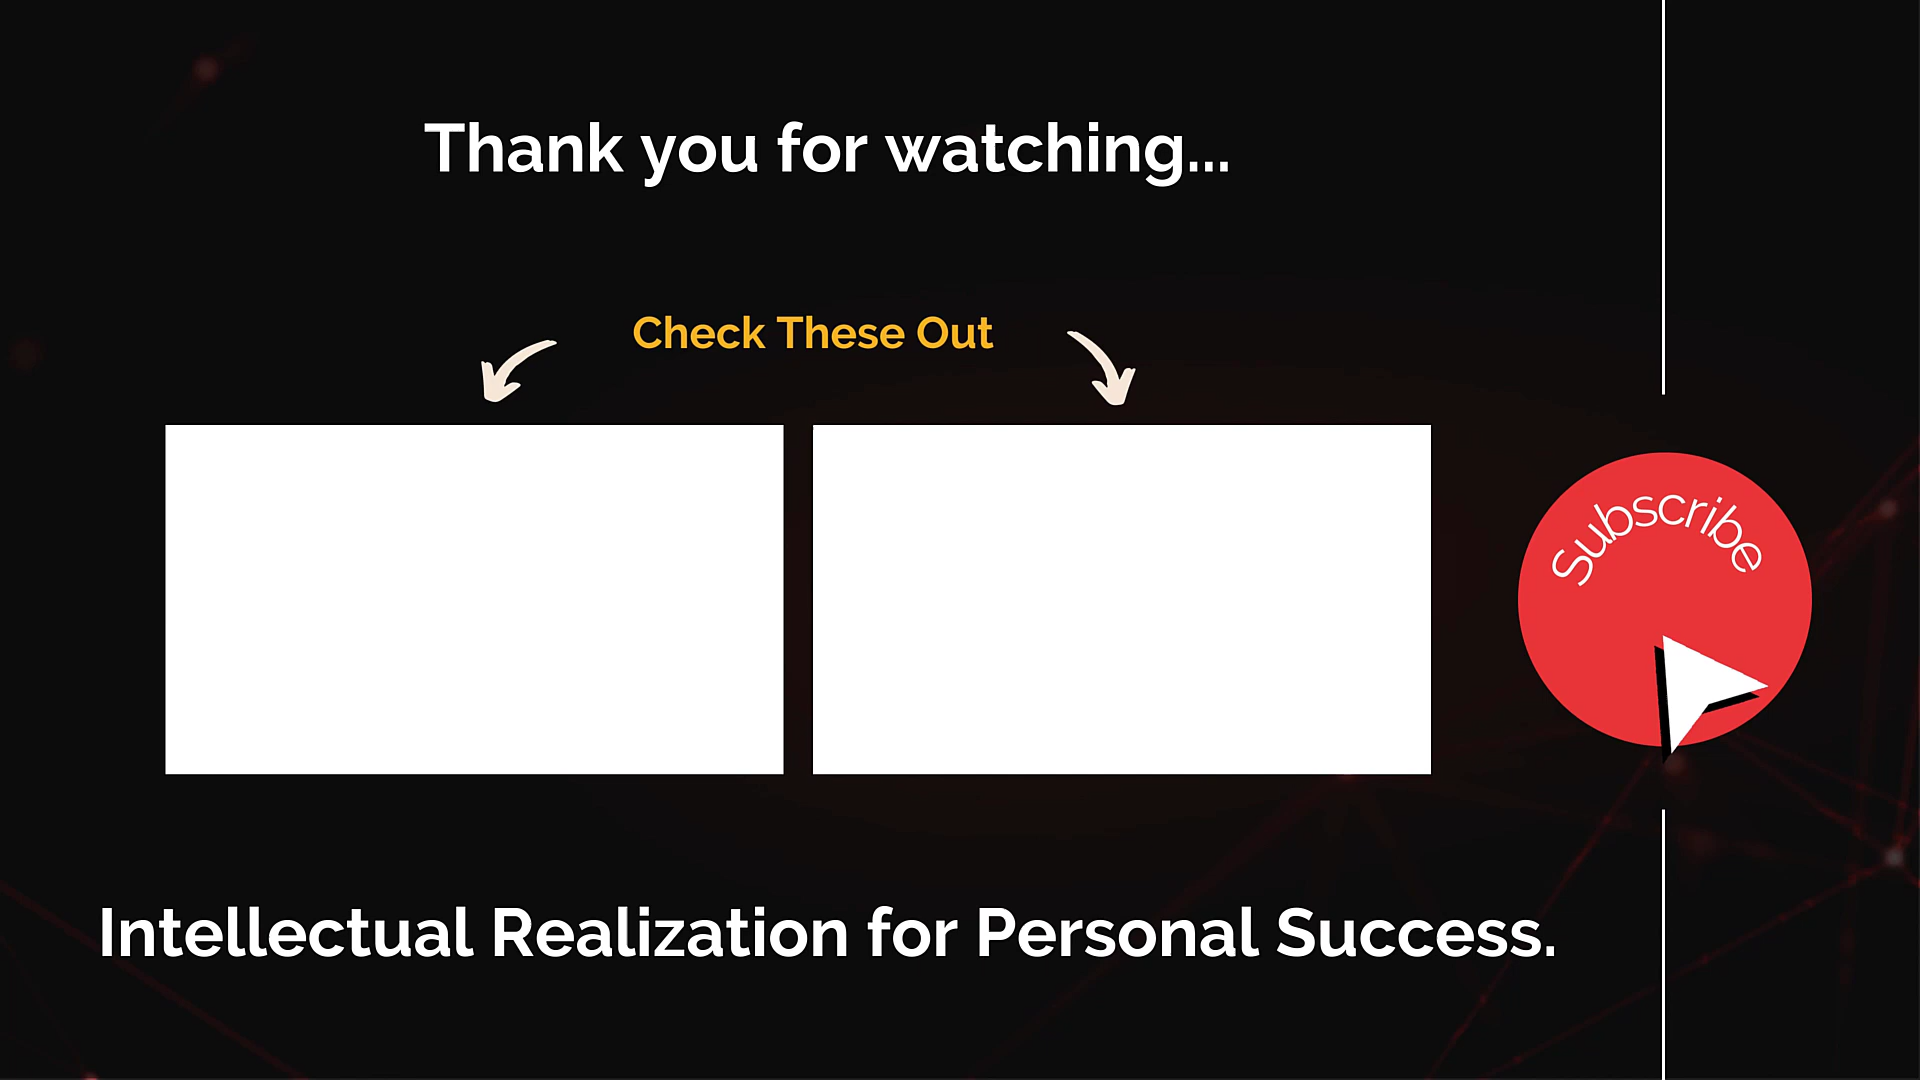 Thank you for watching...
Check These Out
Subscribe
Intellectual Realization for Personal Success.